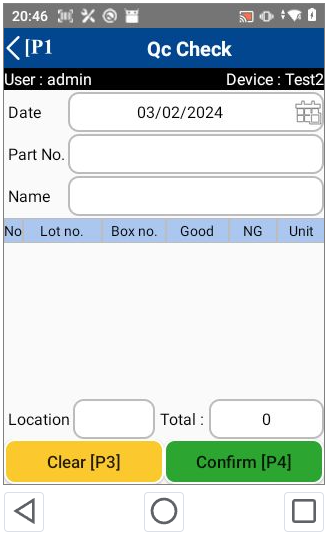 20:46
[P1 Qc Check
User : admin Device : Test2
Date 03/02/2024
Part No.
Name
No Lot no. Box no. Good NG Unit
Location Total : 0
Clear [P3] Confirm [P4]